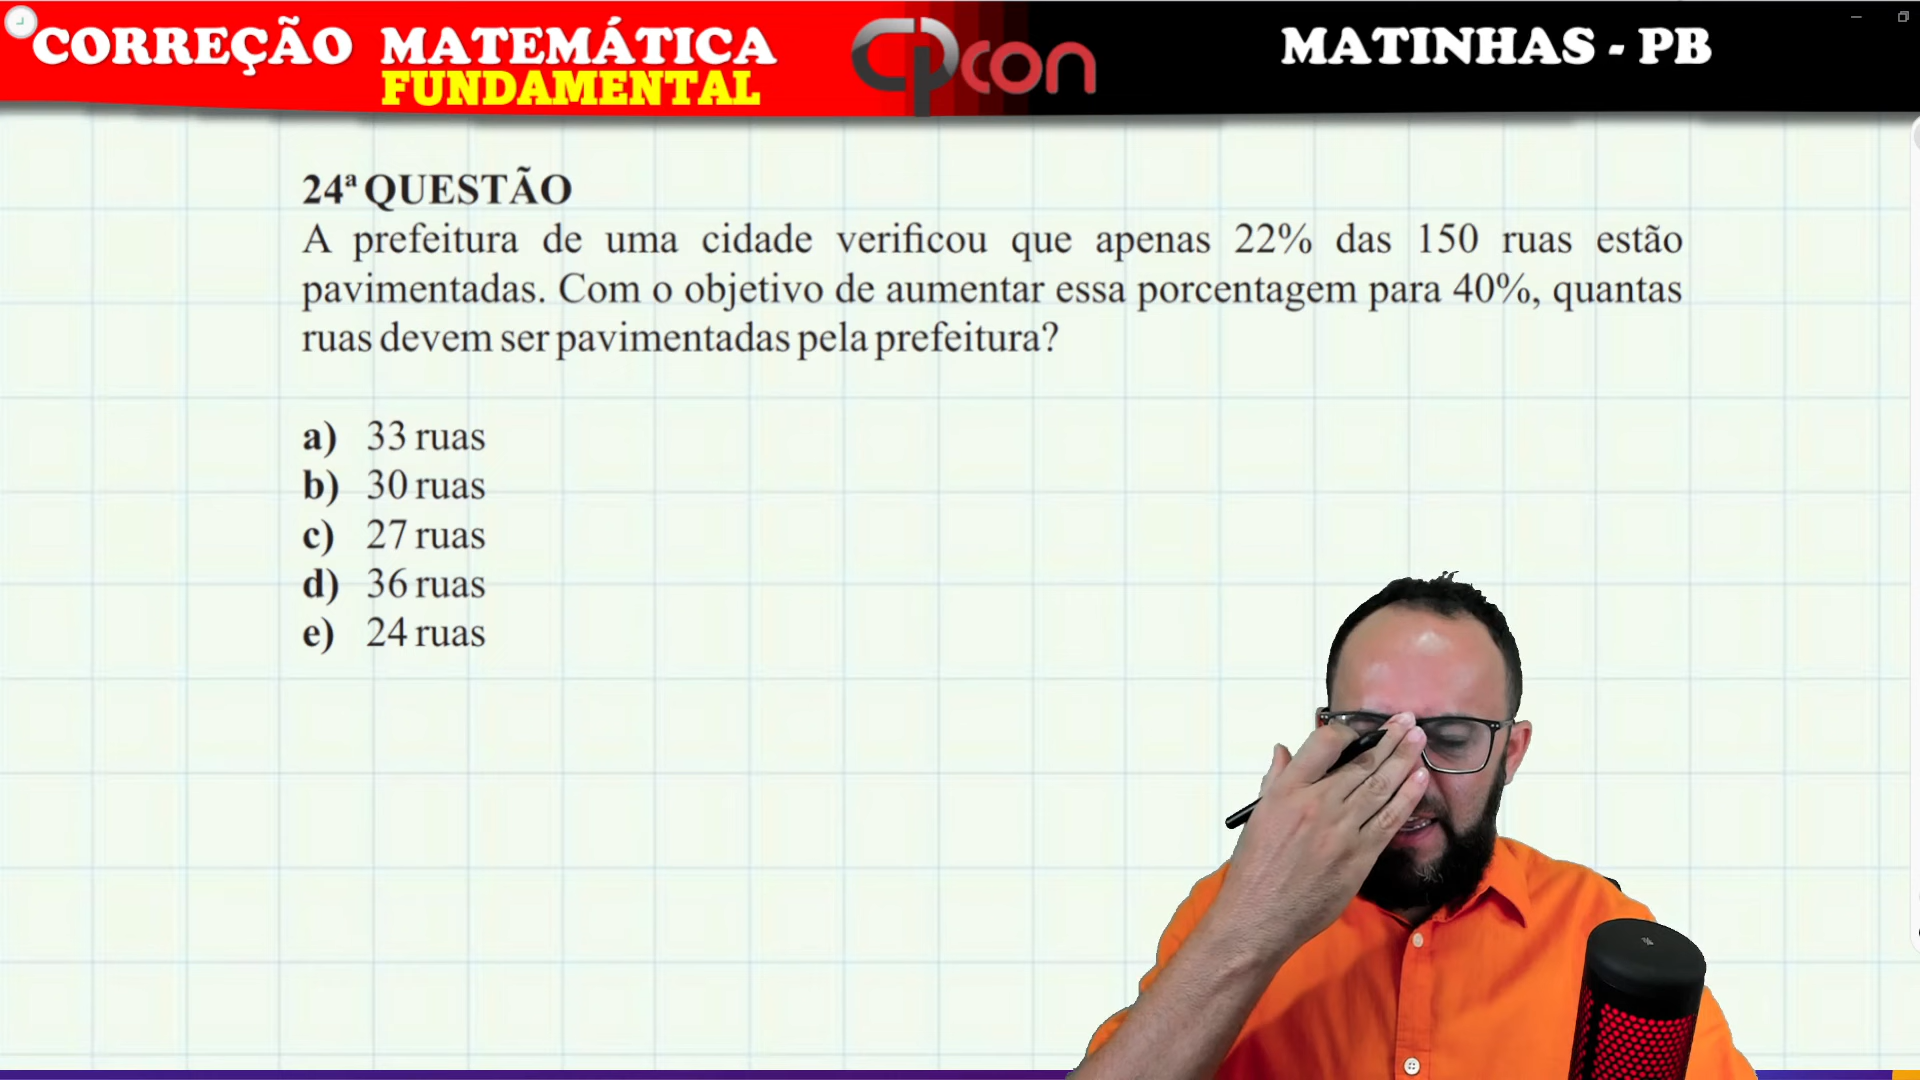 CORREÇÃO MATEMÁTICA
FUNDAMENTAL
CPcon
MATINHAS - PB
24ª QUESTÃO
A prefeitura de uma cidade verificou que apenas 22% das 150 ruas estão
pavimentadas. Com o objetivo de aumentar essa porcentagem para 40%, quantas
ruas devem ser pavimentadas pela prefeitura?
a) 33 ruas
b) 30 ruas
c) 27 ruas
d) 36 ruas
e) 24 ruas